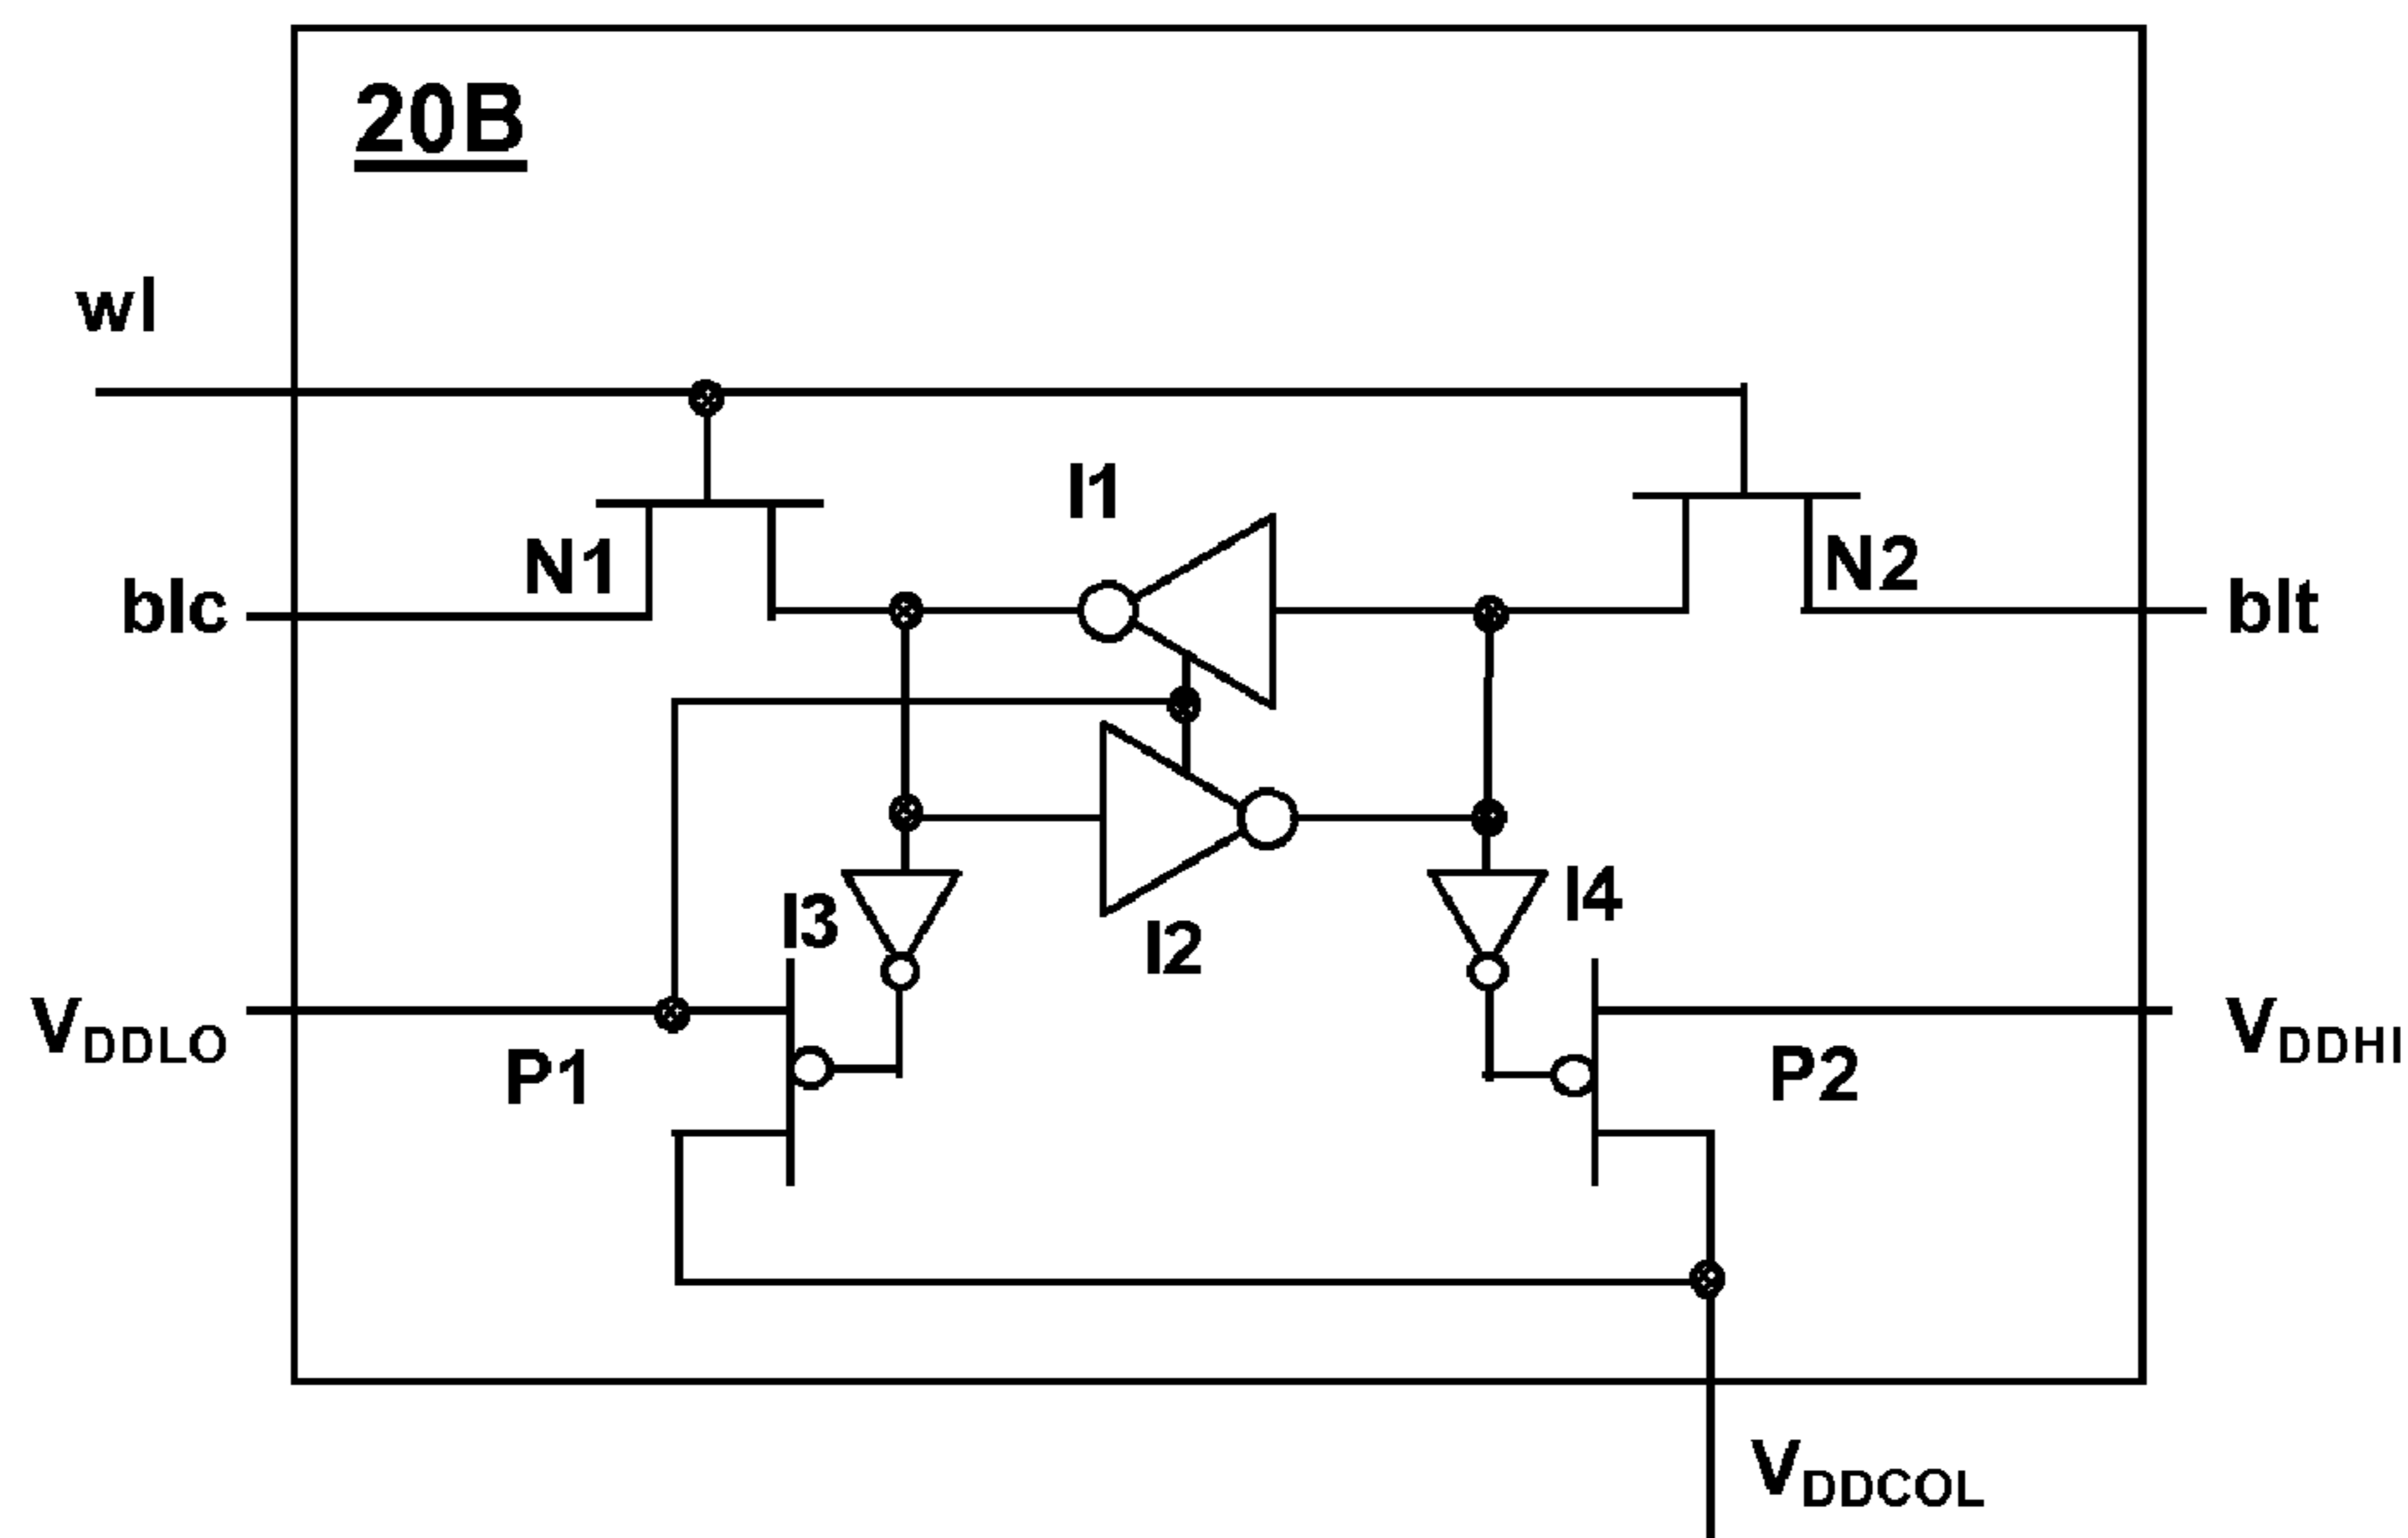 20B
wl
I1
N1
N2
blc
blt
I3
I4
I2
VDDLO
VDDHI
P1
P2
VDDCOL